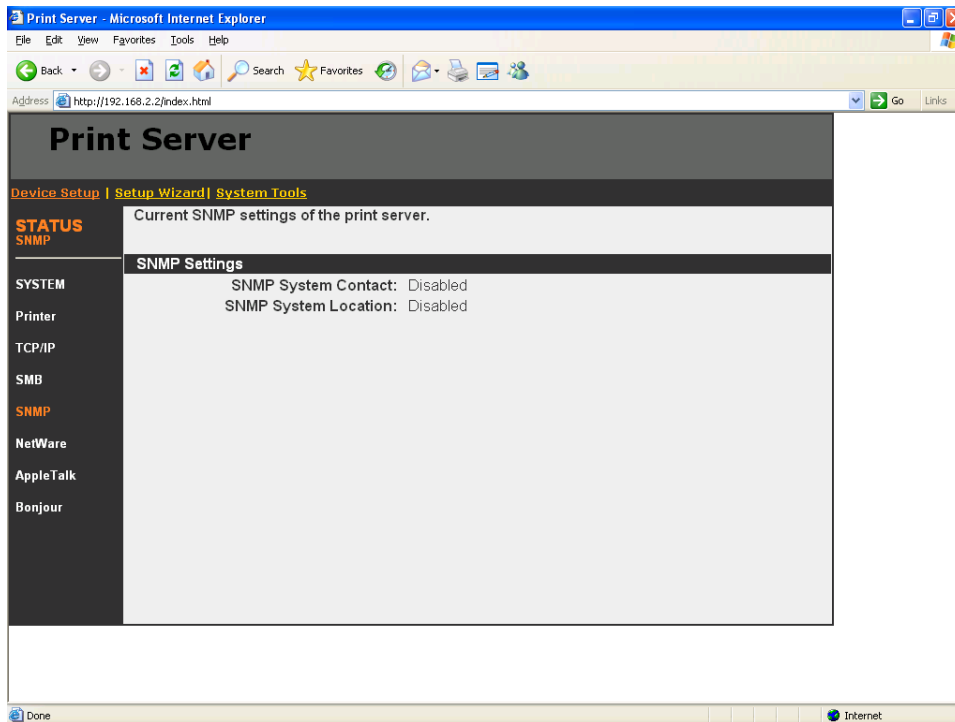 Print Server - Microsoft Internet Explorer
File Edit View Favorites Tools Help
Back Search Favorites
Address http://192.168.2.2/index.html Go Links
Print Server
Device Setup | Setup Wizard | System Tools
STATUS
SNMP
SYSTEM
Printer
TCP/IP
SMB
SNMP
NetWare
AppleTalk
Bonjour
Current SNMP settings of the print server.
SNMP Settings
SNMP System Contact: Disabled
SNMP System Location: Disabled
Done Internet